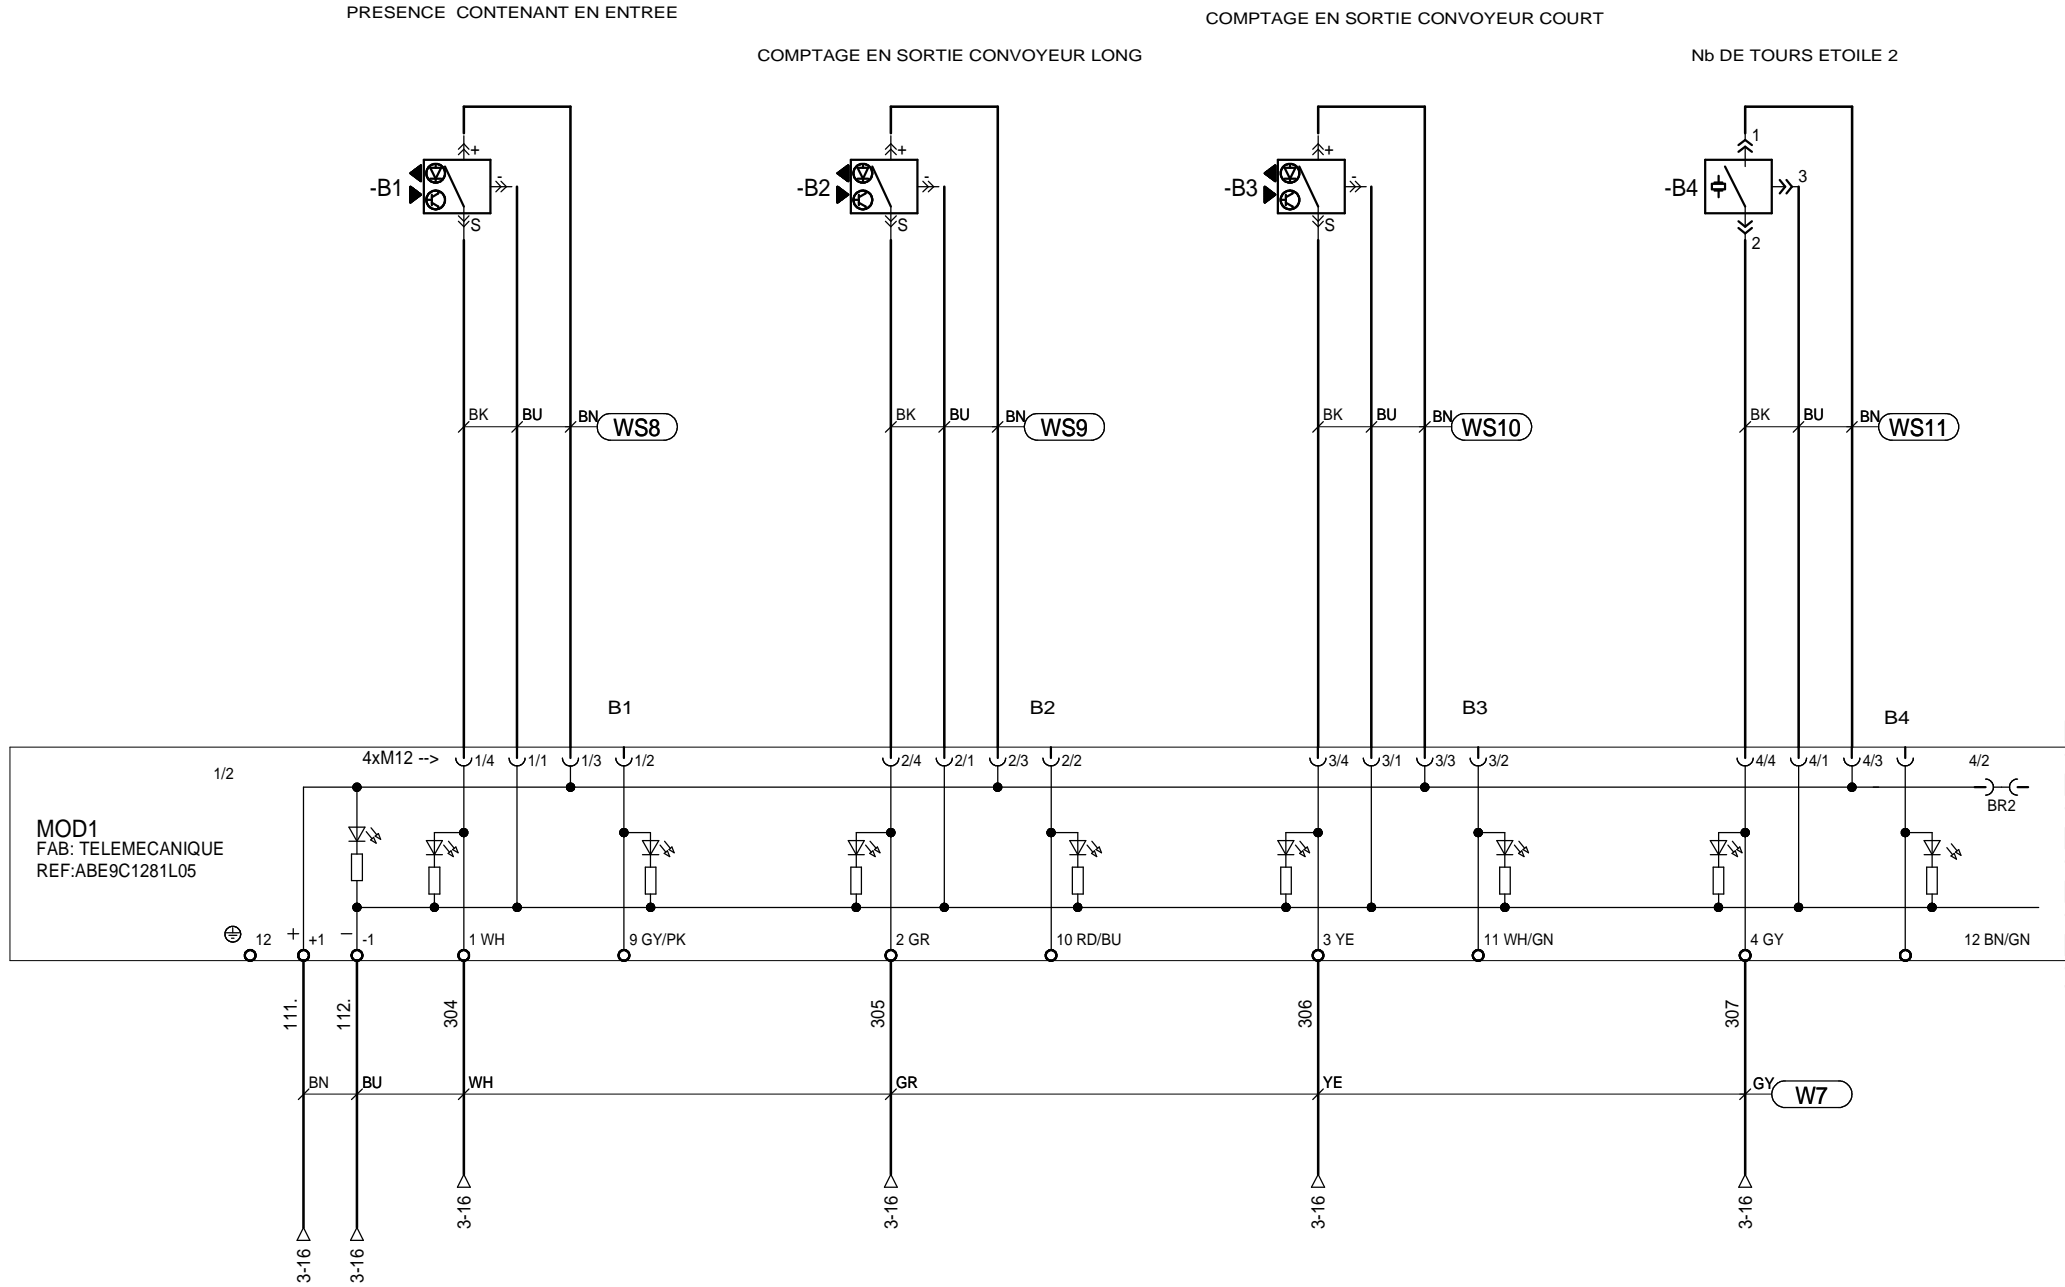 PRESENCE CONTENANT EN ENTREE
COMPTAGE EN SORTIE CONVOYEUR COURT
COMPTAGE EN SORTIE CONVOYEUR LONG
Nb DE TOURS ETOILE 2
+ + + 1
-B1 - -B2 - -B3 - -B4 3
S S S 2
BK BU BN WS8 BK BU BN WS9 BK BU BN WS10 BK BU BN WS11
B1 B2 B3 B4
4xM12 --> 1/4 1/1 1/3 1/2 2/4 2/1 2/3 2/2 3/4 3/1 3/3 3/2 4/4 4/1 4/3 4/2
1/2
BR2
MOD1
FAB: TELEMECANIQUE
REF:ABE9C1281L05
12 + +1 − -1 1 WH 9 GY/PK 2 GR 10 RD/BU 3 YE 11 WH/GN 4 GY 12 BN/GN
111. 112. 304 305 306 307
BN BU WH GR YE GY W7
3-16 3-16 3-16 3-16
3-16 3-16